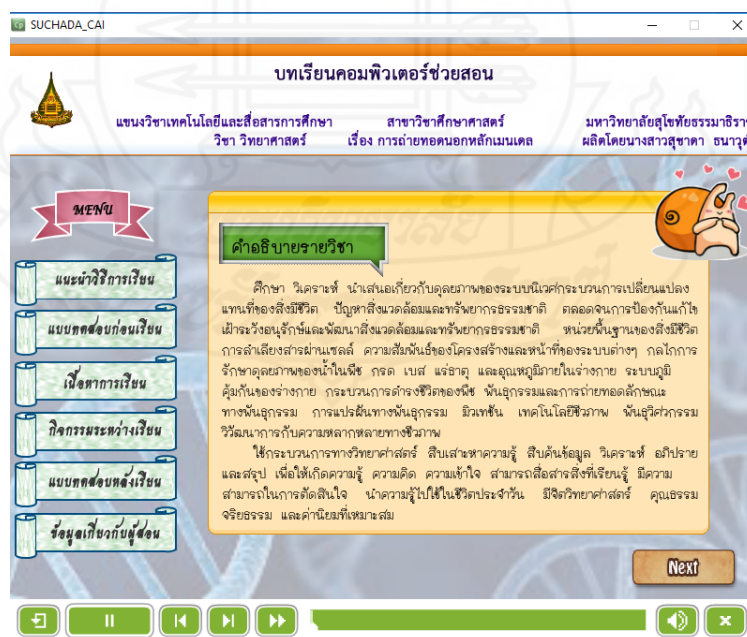 SUCHADA_CAI
บทเรียนคอมพิวเตอร์ช่วยสอน
แขนงวิชาเทคโนโลยีและสื่อสารการศึกษา สาขาวิชาศึกษาศาสตร์ มหาวิทยาลัยสุโขทัยธรรมาธิรา
วิชา วิทยาศาสตร์ เรื่อง การถ่ายทอดนอกหลักเมนเดล ผลิตโดยนางสาวสุชาดา ธนาวุฒิ
MENU
แนะนำวิธีการเรียน
แบบทดสอบก่อนเรียน
เนื้อหาการเรียน
กิจกรรมระหว่างเรียน
แบบทดสอบหลังเรียน
ข้อมูลเกี่ยวกับผู้สอน
คำอธิบายรายวิชา
ศึกษา วิเคราะห์ นำเสนอเกี่ยวกับดุลยภาพของระบบนิเวศกระบวนการเปลี่ยนแปลง
แทนที่ของสิ่งมีชีวิต ปัญหาสิ่งแวดล้อมและทรัพยากรธรรมชาติ ตลอดจนการป้องกันแก้ไข
เฝ้าระวังอนุรักษ์และพัฒนาสิ่งแวดล้อมและทรัพยากรธรรมชาติ หน่วยพื้นฐานของสิ่งมีชีวิต
การลำเลียงสารผ่านเซลล์ ความสัมพันธ์ของโครงสร้างและหน้าที่ของระบบต่างๆ กลไกการ
รักษาดุลยภาพของน้ำในพืช กรด เบส แร่ธาตุ และอุณหภูมิภายในร่างกาย ระบบภูมิ
คุ้มกันของร่างกาย กระบวนการดำรงชีวิตของพืช พันธุกรรมและการถ่ายทอดลักษณะ
ทางพันธุกรรม การแปรผันทางพันธุกรรม มิวเทชัน เทคโนโลยีชีวภาพ พันธุวิศวกรรม
วิวัฒนาการกับความหลากหลายทางชีวภาพ
ใช้กระบวนการทางวิทยาศาสตร์ สืบเสาะหาความรู้ สืบค้นข้อมูล วิเคราะห์ อภิปราย
และสรุป เพื่อให้เกิดความรู้ ความคิด ความเข้าใจ สามารถสื่อสารสิ่งที่เรียนรู้ มีความ
สามารถในการตัดสินใจ นำความรู้ไปใช้ในชีวิตประจำวัน มีจิตวิทยาศาสตร์ คุณธรรม
จริยธรรม และค่านิยมที่เหมาะสม
Next